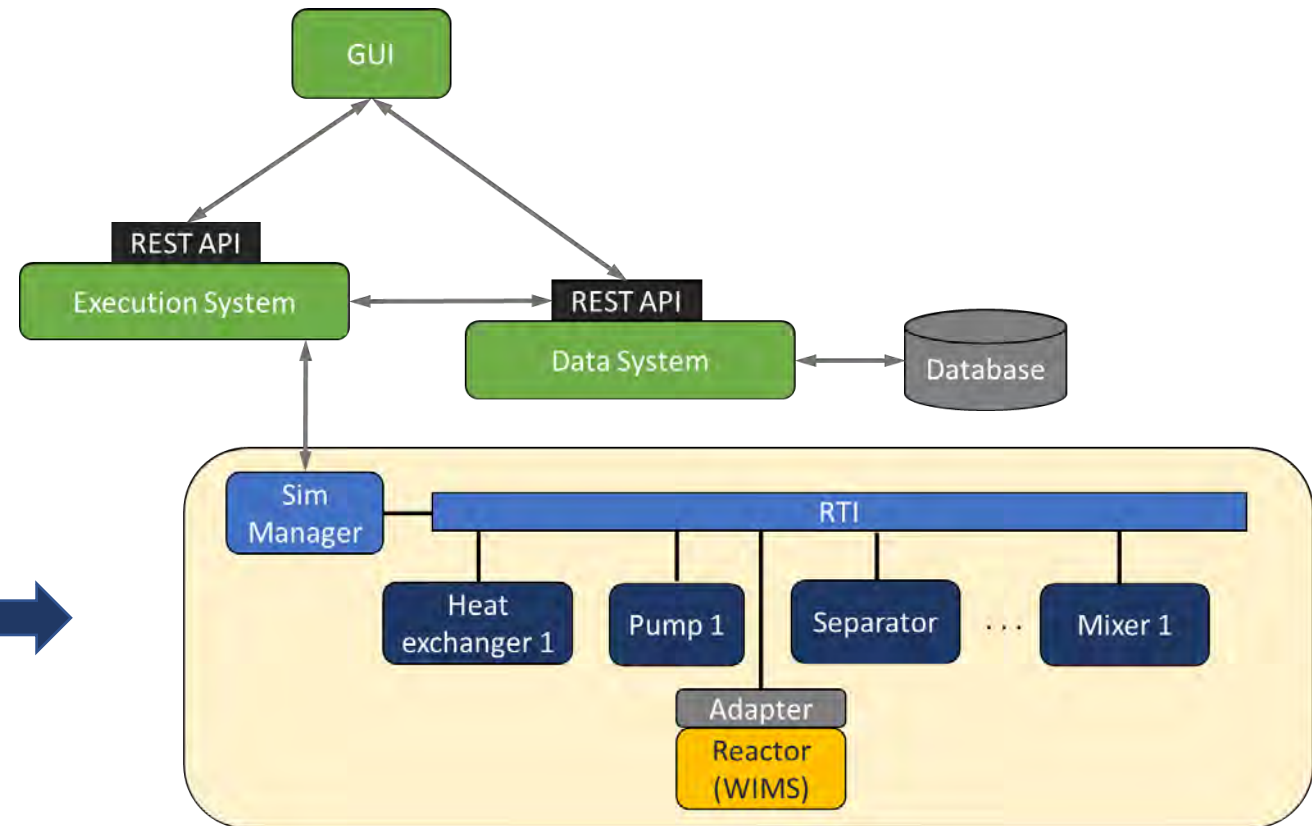 GUI
REST API
Execution System
REST API
Data System
Database
Sim
Manager
RTI
Heat
exchanger 1
Pump 1
Separator
. . .
Mixer 1
Adapter
Reactor
(WIMS)